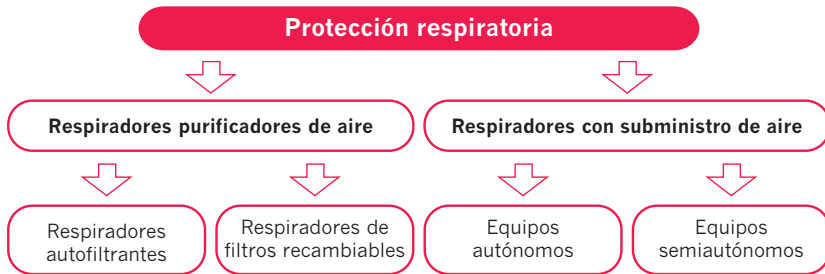 Protección respiratoria
Respiradores purificadores de aire
Respiradores con subministro de aire
Respiradores
autofiltrantes
Respiradores de
filtros recambiables
Equipos
autónomos
Equipos
semiautónomos